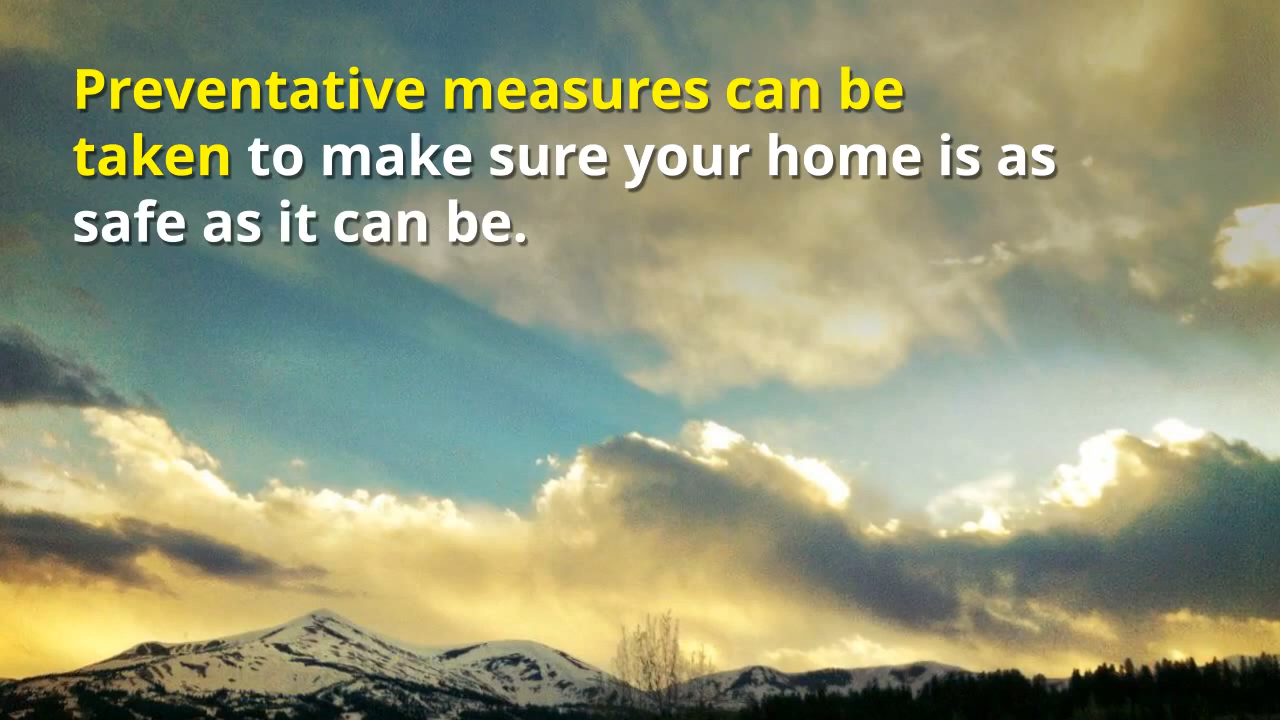 Preventative measures can be
taken to make sure your home is as
safe as it can be.